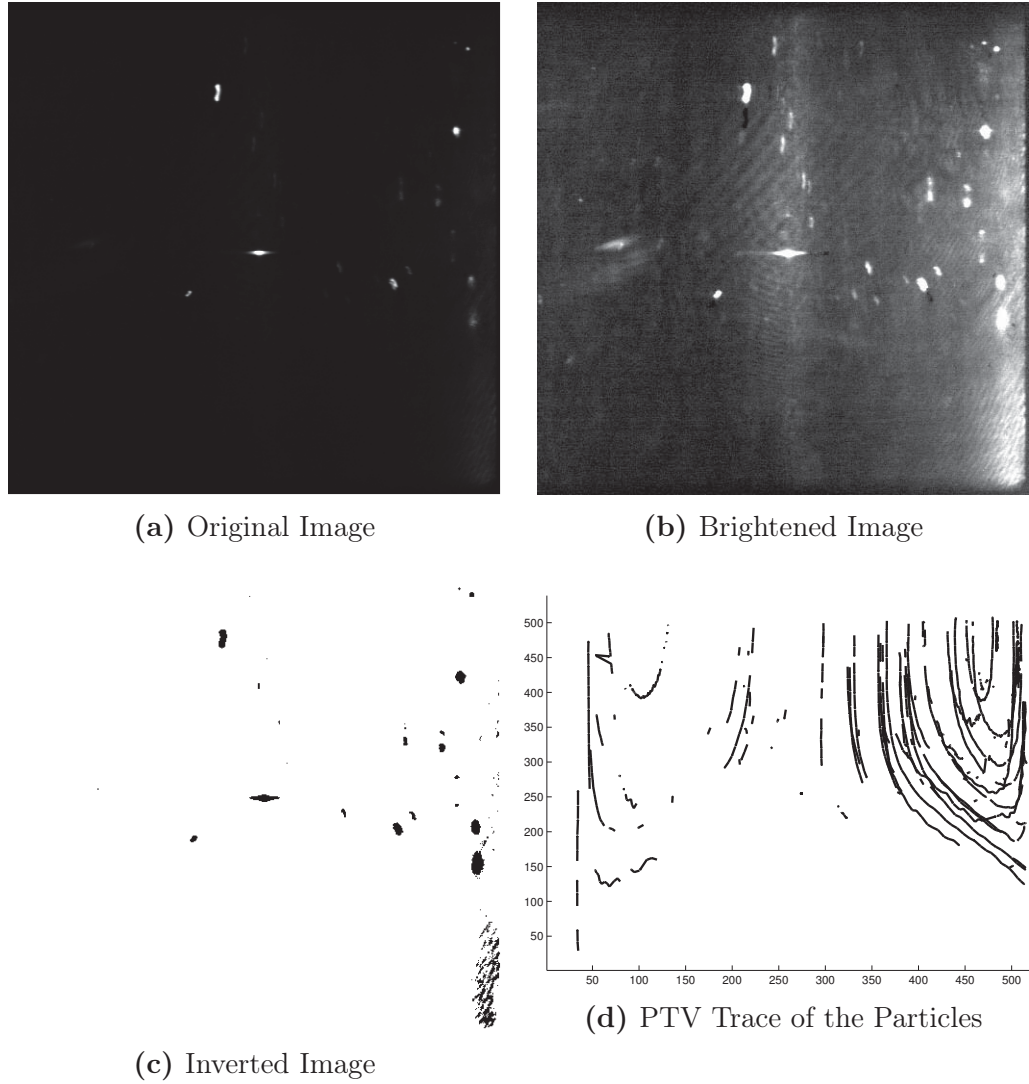 (a) Original Image
(b) Brightened Image
500
450
400
350
300
250
200
150
100
50
50 100 150 200 250 300 350 400 450 500
(d) PTV Trace of the Particles
(c) Inverted Image